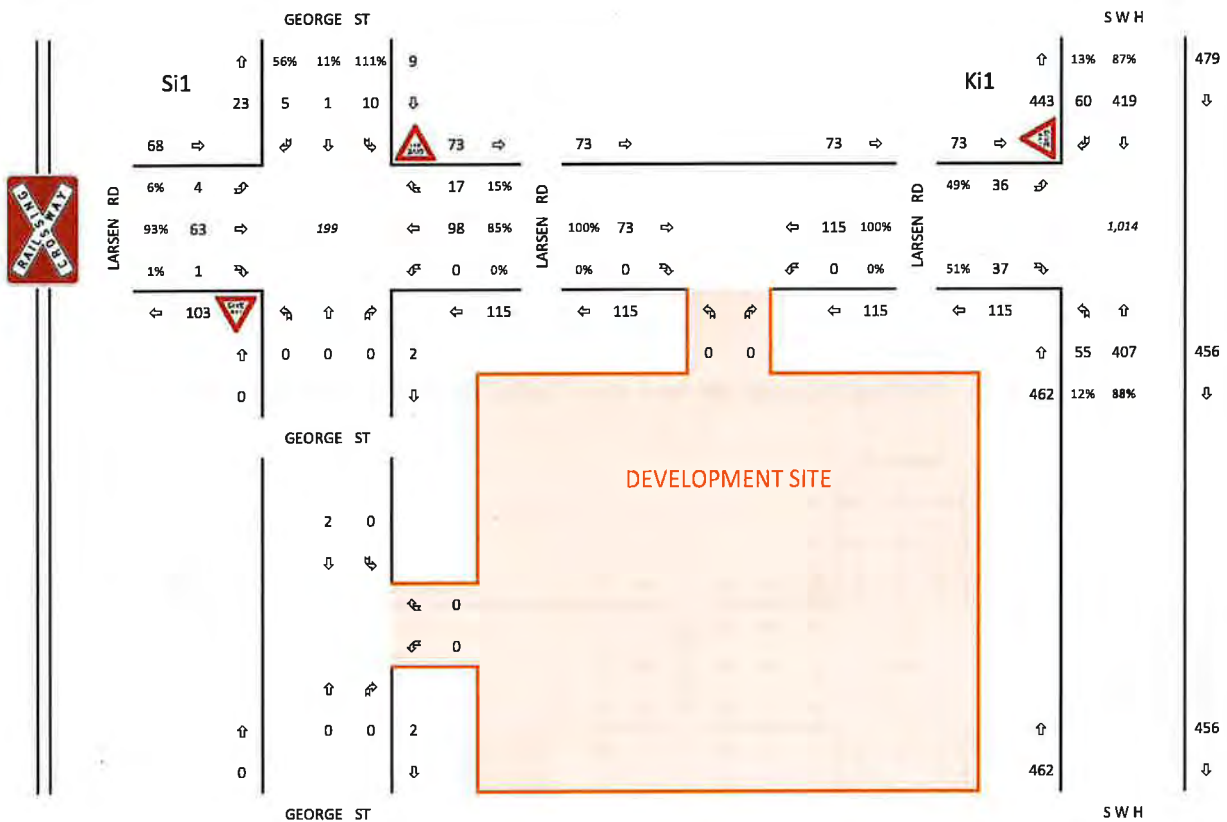 GEORGE ST
S W H
Si1
⇧ 56% 11% 111% 9
Ki1
⇧ 13% 87% 479
23 5 1 10 ⇩
443 60 419 ⇩
68 ⇨
73 ⇨
73 ⇨
73 ⇨
73 ⇨
6% 4
17 15%
49% 36
LARSEN RD
93% 63 ⇨
199
⇦ 98 85%
LARSEN RD
100% 73 ⇨
⇦ 115 100%
LARSEN RD
1,014
1% 1
0 0%
0% 0
0 0%
51% 37
RAILWAY CROSSING
⇦ 103
GIVE WAY
⇦ 115
⇦ 115
⇦ 115
⇦ 115
⇧ 0 0 0 2
0 0
⇧ 55 407 456
0 ⇩
462 12% 88% ⇩
GEORGE ST
DEVELOPMENT SITE
2 0
0
0
⇧ 0 0 2
⇧ 456
0 ⇩
462 ⇩
GEORGE ST
S W H